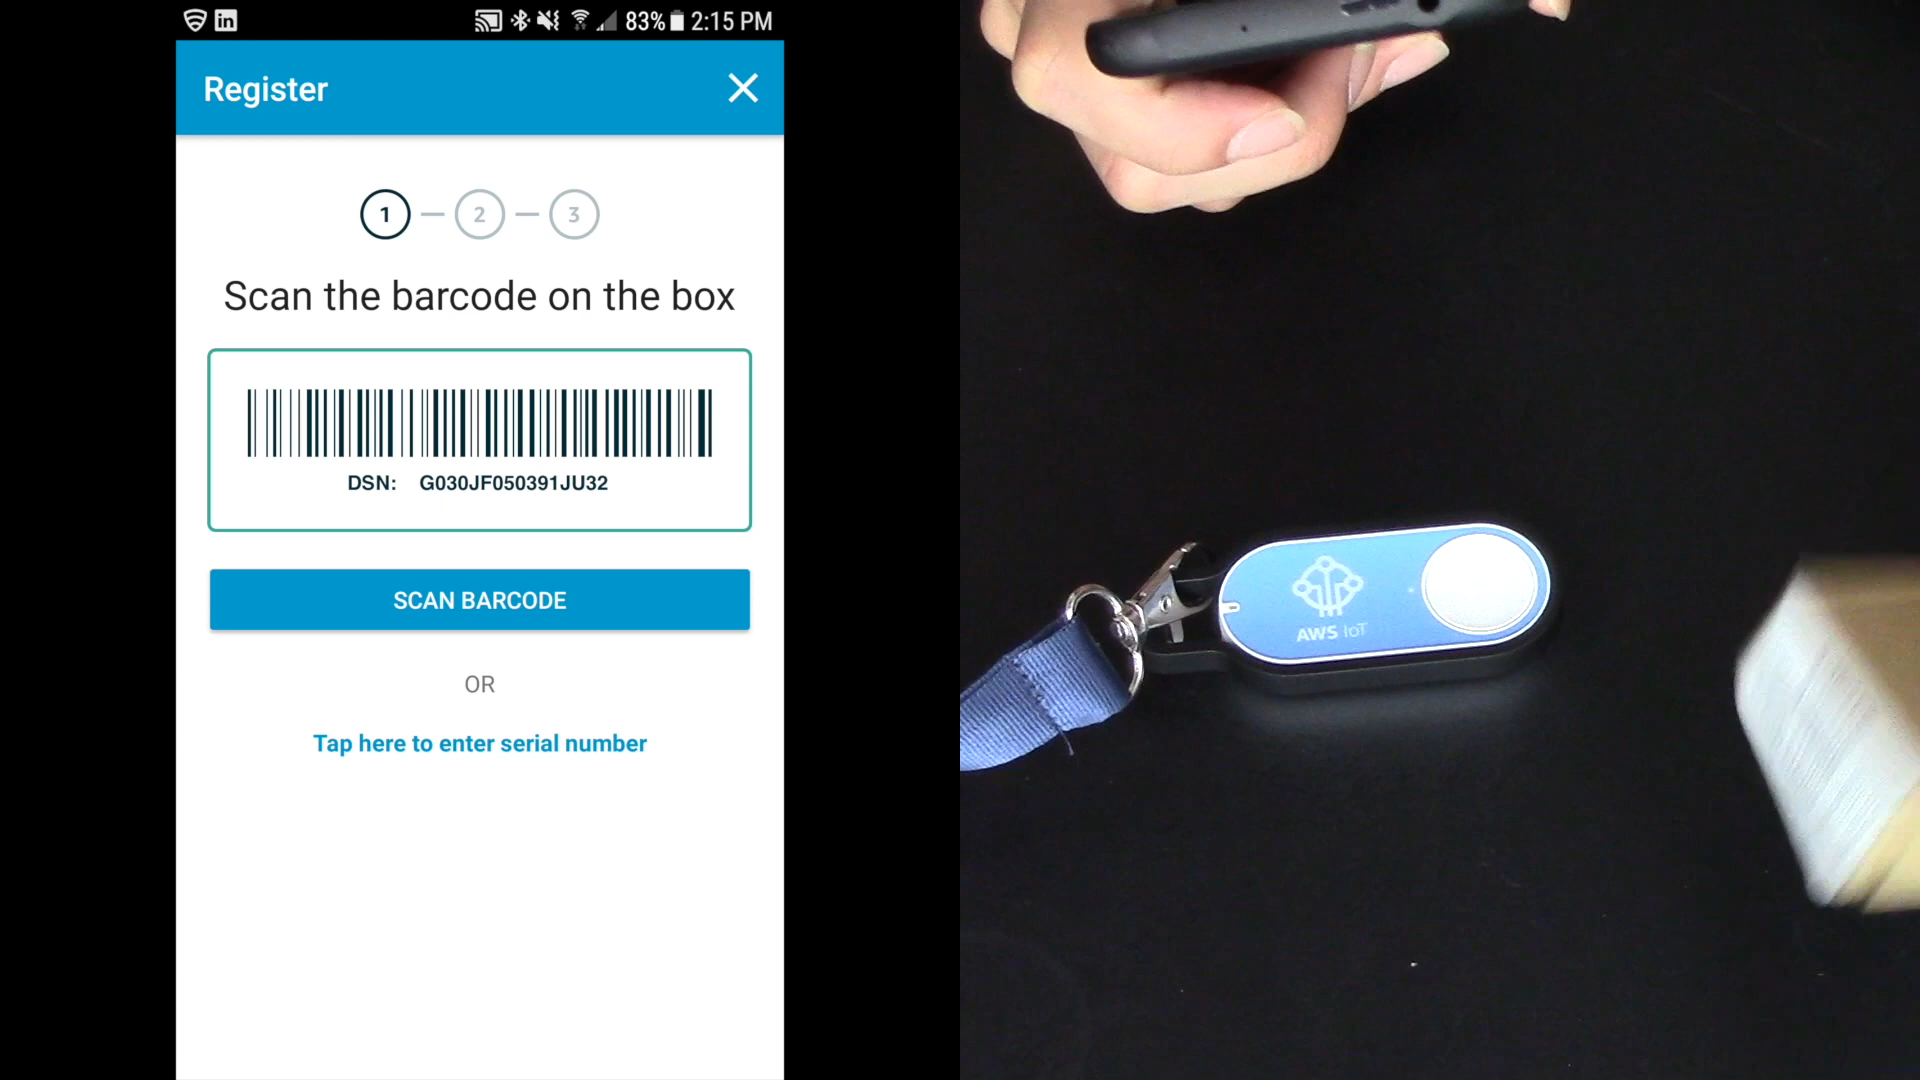 in 83% 2:15 PM
Register
1 2 3
Scan the barcode on the box
DSN: G030JF050391JU32
SCAN BARCODE
OR
Tap here to enter serial number
AWS IoT